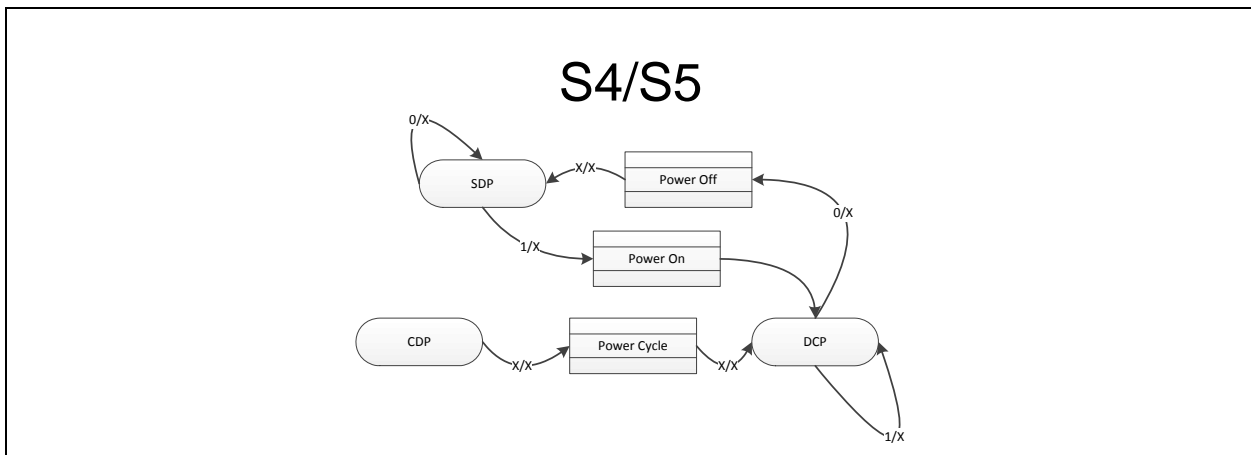 S4/S5
0/X
SDP
X/X
Power Off
0/X
1/X
Power On
CDP
X/X
Power Cycle
X/X
DCP
1/X